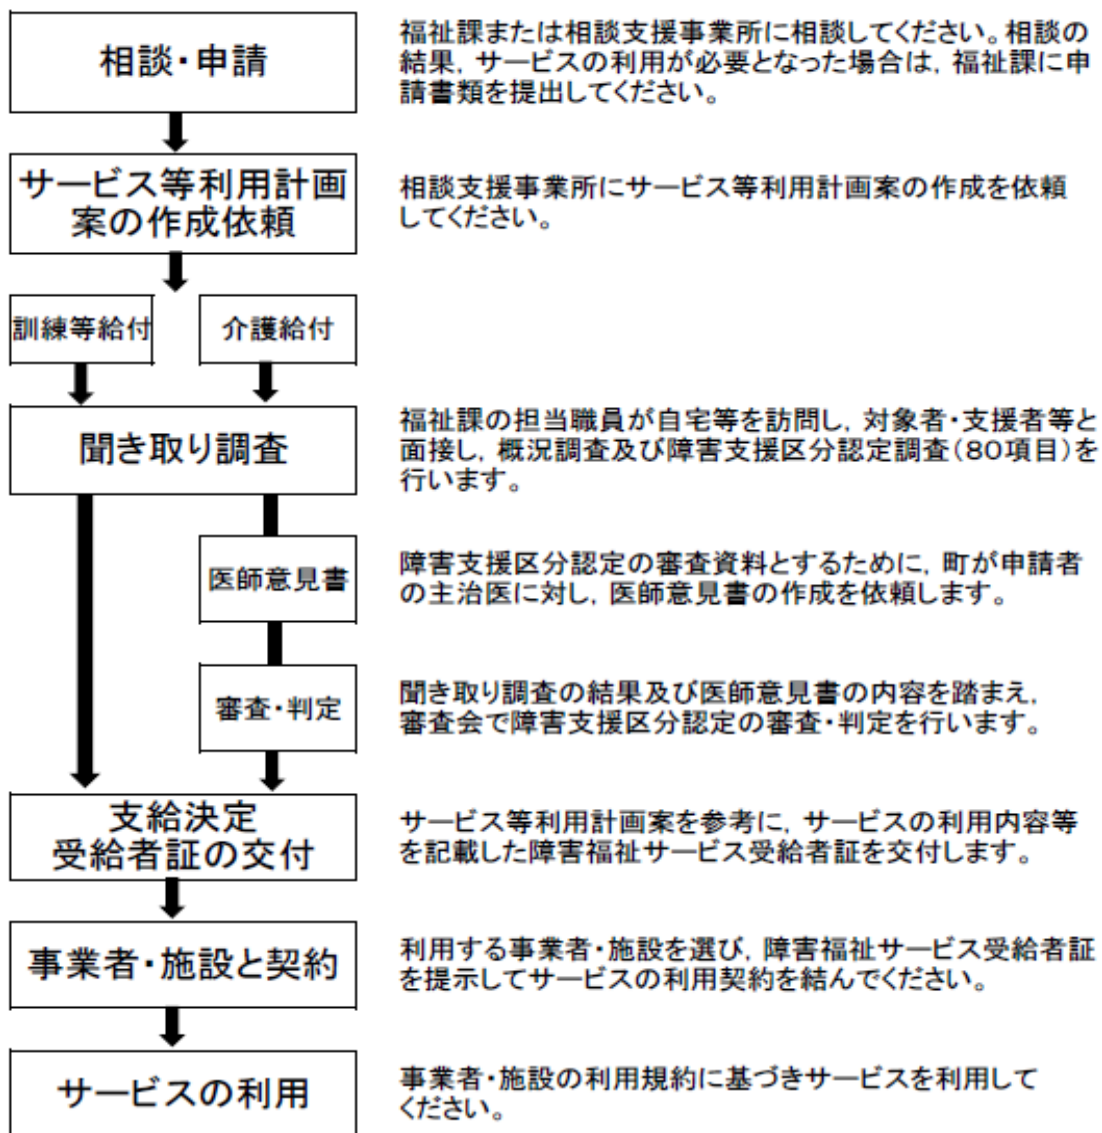 相談・申請
福祉課または相談支援事業所に相談してください。相談の
結果，サービスの利用が必要となった場合は，福祉課に申
請書類を提出してください。
サービス等利用計画
案の作成依頼
相談支援事業所にサービス等利用計画案の作成を依頼
してください。
訓練等給付
介護給付
聞き取り調査
福祉課の担当職員が自宅等を訪問し，対象者・支援者等と
面接し，概況調査及び障害支援区分認定調査（８０項目）を
行います。
医師意見書
障害支援区分認定の審査資料とするために，町が申請者
の主治医に対し，医師意見書の作成を依頼します。
審査・判定
聞き取り調査の結果及び医師意見書の内容を踏まえ，
審査会で障害支援区分認定の審査・判定を行います。
支給決定
受給者証の交付
サービス等利用計画案を参考に，サービスの利用内容等
を記載した障害福祉サービス受給者証を交付します。
事業者・施設と契約
利用する事業者・施設を選び，障害福祉サービス受給者証
を提示してサービスの利用契約を結んでください。
サービスの利用
事業者・施設の利用規約に基づきサービスを利用して
ください。